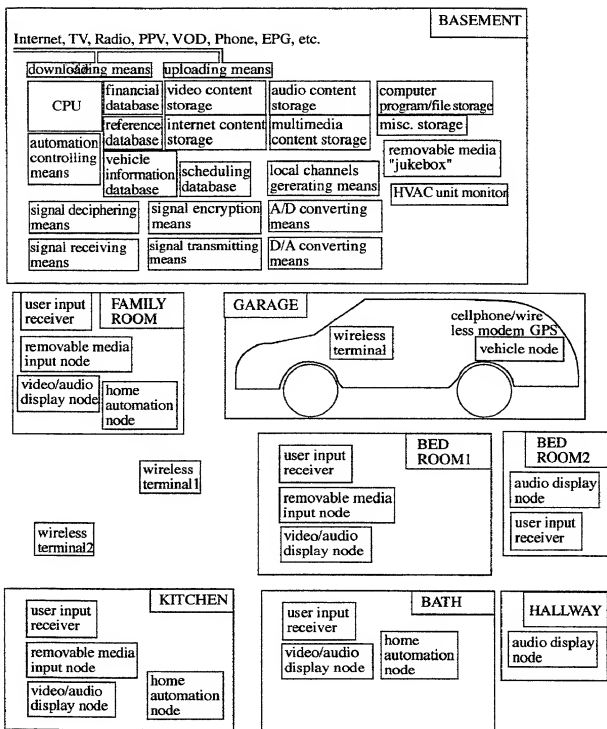 BASEMENT
Internet, TV, Radio, PPV, VOD, Phone, EPG, etc.
downloading means
uploading means
CPU
financial
database
video content
storage
audio content
storage
computer
program/file storage
reference
database
internet content
storage
multimedia
content storage
misc. storage
automation
controlling
means
vehicle
information
database
scheduling
database
local channels
gererating means
removable media
"jukebox"
HVAC unit monitor
signal deciphering
means
signal encryption
means
A/D converting
means
signal receiving
means
signal transmitting
means
D/A converting
means
user input
receiver
FAMILY
ROOM
removable media
input node
video/audio
display node
home
automation
node
GARAGE
wireless
terminal
cellphone/wire
less modem GPS
vehicle node
wireless
terminal1
wireless
terminal2
BED
ROOM1
user input
receiver
removable media
input node
video/audio
display node
BED
ROOM2
audio display
node
user input
receiver
KITCHEN
user input
receiver
removable media
input node
video/audio
display node
home
automation
node
BATH
user input
receiver
video/audio
display node
home
automation
node
HALLWAY
audio display
node